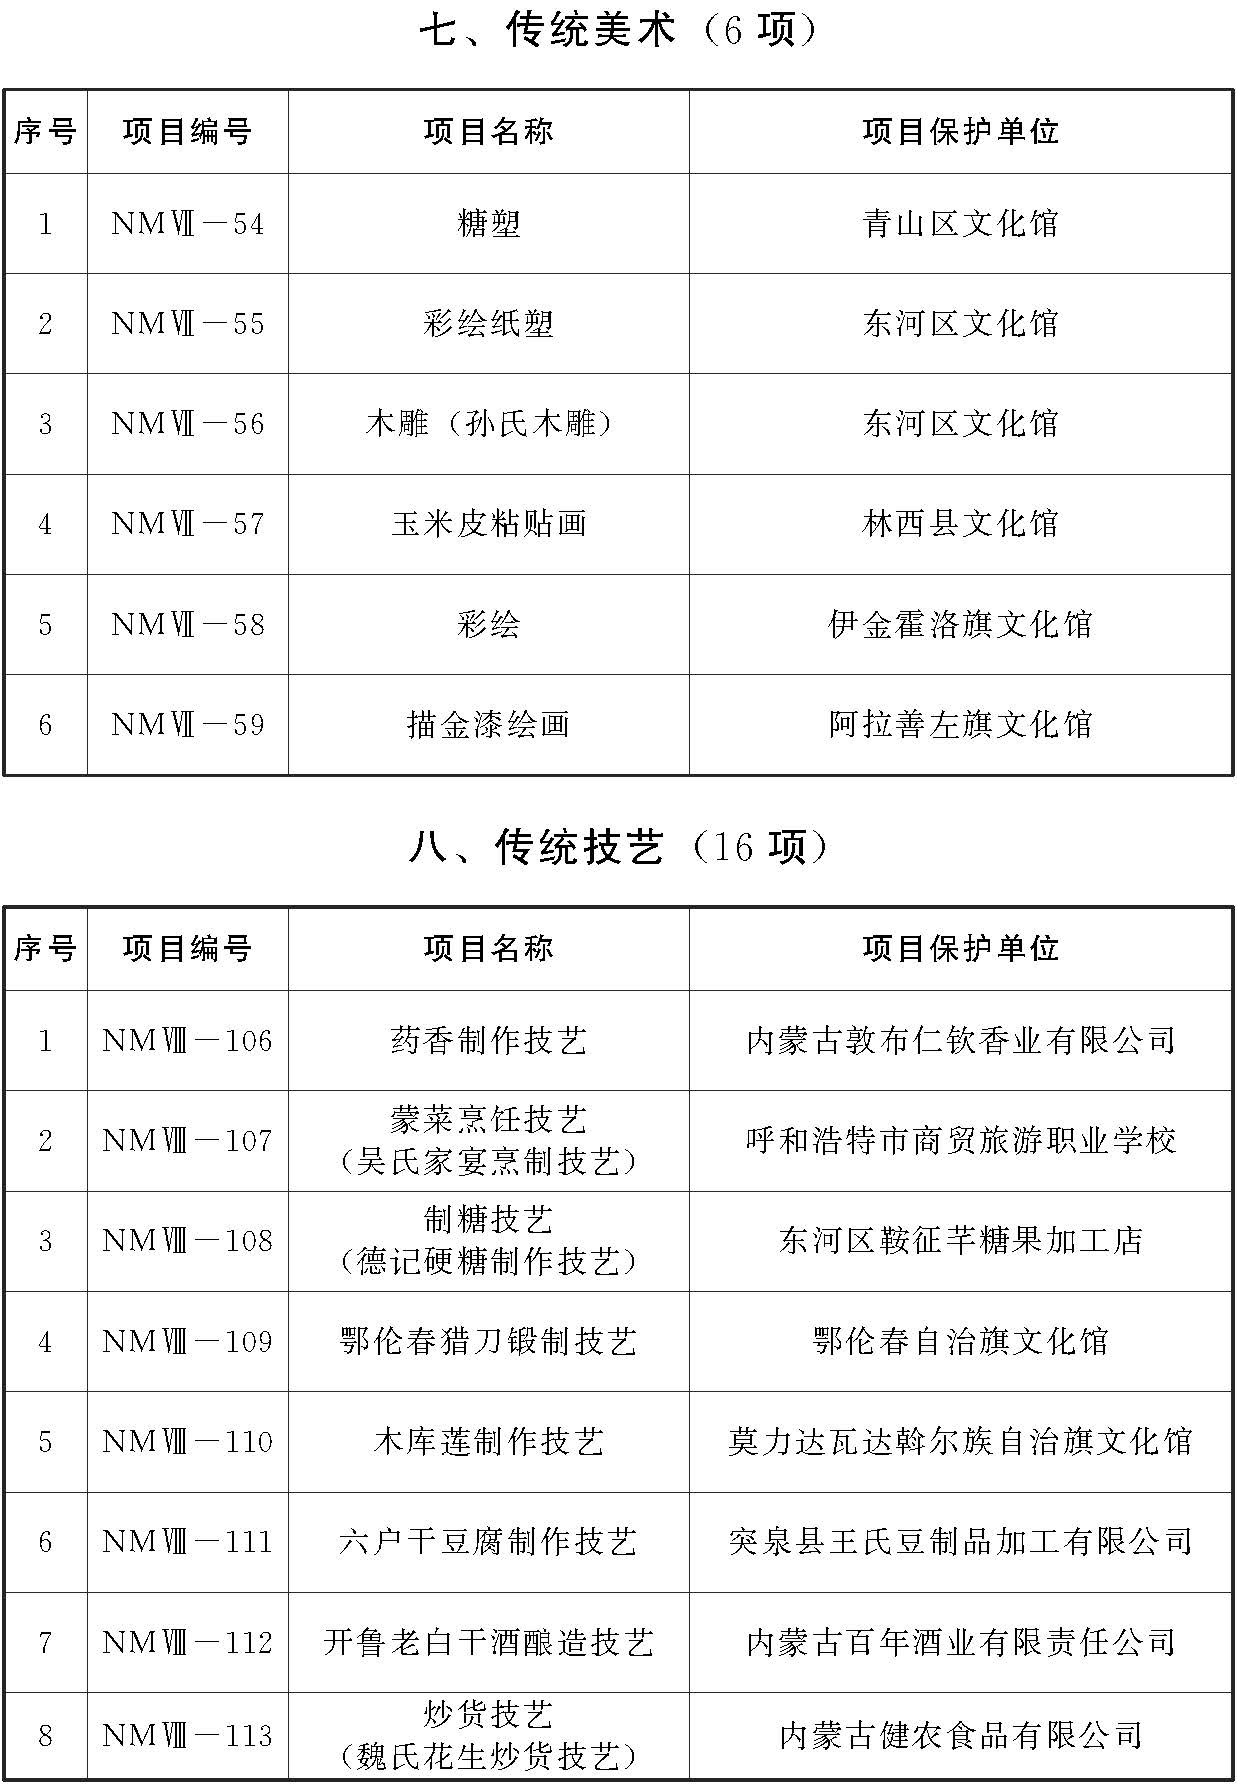 七、传统美术（6 项）
序号 项目编号 项目名称 项目保护单位
1 NMⅦ－54 糖塑 青山区文化馆
2 NMⅦ－55 彩绘纸塑 东河区文化馆
3 NMⅦ－56 木雕（孙氏木雕） 东河区文化馆
4 NMⅦ－57 玉米皮粘贴画 林西县文化馆
5 NMⅦ－58 彩绘 伊金霍洛旗文化馆
6 NMⅦ－59 描金漆绘画 阿拉善左旗文化馆
八、传统技艺（16 项）
序号 项目编号 项目名称 项目保护单位
1 NMⅧ－106 药香制作技艺 内蒙古敦布仁钦香业有限公司
2 NMⅧ－107 蒙菜烹饪技艺
（吴氏家宴烹制技艺） 呼和浩特市商贸旅游职业学校
3 NMⅧ－108 制糖技艺
（德记硬糖制作技艺） 东河区鞍征芊糖果加工店
4 NMⅧ－109 鄂伦春猎刀锻制技艺 鄂伦春自治旗文化馆
5 NMⅧ－110 木库莲制作技艺 莫力达瓦达斡尔族自治旗文化馆
6 NMⅧ－111 六户干豆腐制作技艺 突泉县王氏豆制品加工有限公司
7 NMⅧ－112 开鲁老白干酒酿造技艺 内蒙古百年酒业有限责任公司
8 NMⅧ－113 炒货技艺
（魏氏花生炒货技艺） 内蒙古健农食品有限公司